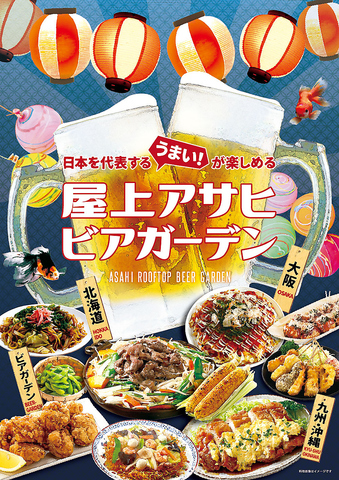 日本を代表する うまい! が楽しめる
屋上アサヒ
ビアガーデン
ASAHI ROOFTOP BEER GARDEN
大阪
OSAKA
北海道
HOKKAIDO
ビアガーデン
九州・沖縄
KYUSHU
OKINAWA